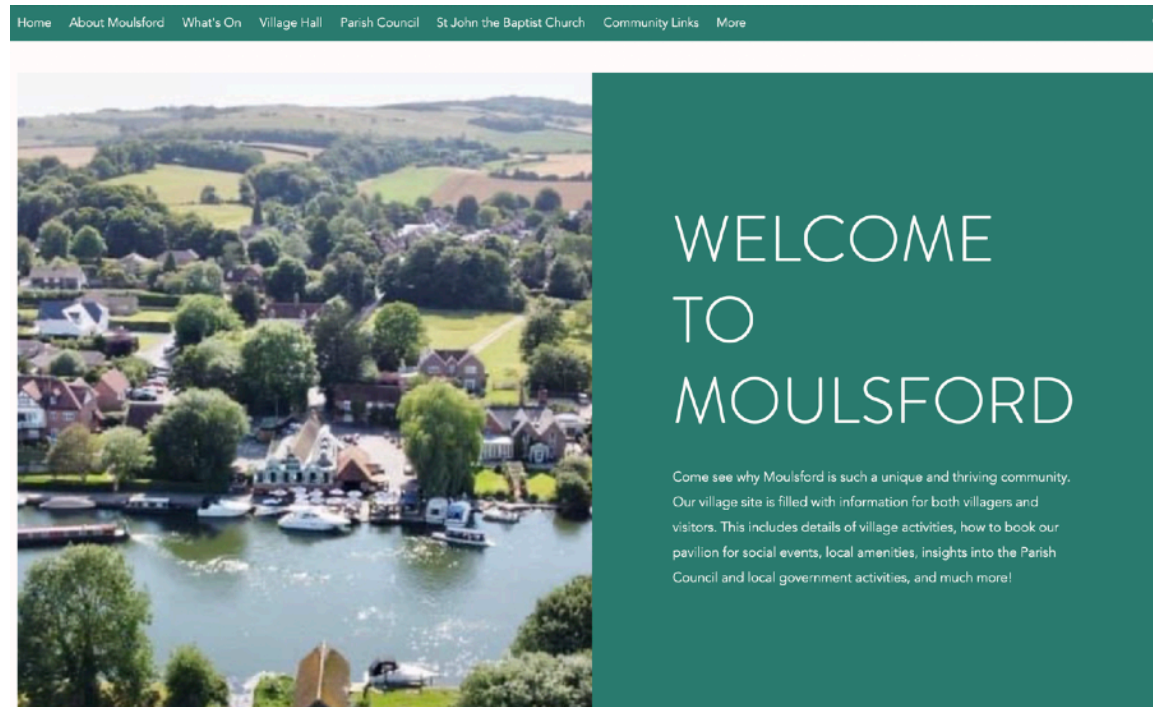 Home About Moulsford What's On Village Hall Parish Council St John the Baptist Church Community Links More
WELCOME
TO
MOULSFORD
Come see why Moulsford is such a unique and thriving community.
Our village site is filled with information for both villagers and
visitors. This includes details of village activities, how to book our
pavilion for social events, local amenities, insights into the Parish
Council and local government activities, and much more!